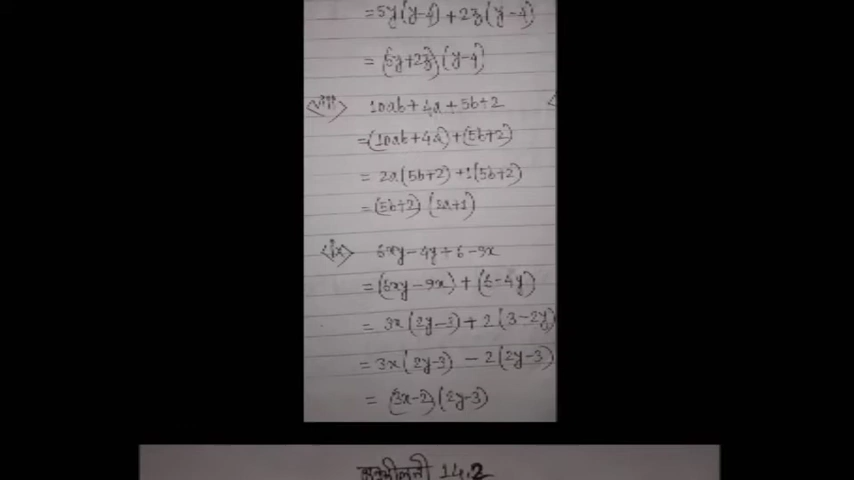 =5y(y-4)+2z(y-4)
=(5y+2z)(y-4)
<viii> 10ab+4a+5b+2
=(10ab+4a)+(5b+2)
=2a(5b+2)+1(5b+2)
=(5b+2)(2a+1)
<ix> 6xy-4y+6-9x
=(6xy-9x)+(6-4y)
=3x(2y-3)+2(3-2y)
=3x(2y-3)-2(2y-3)
=(3x-2)(2y-3)
14.2